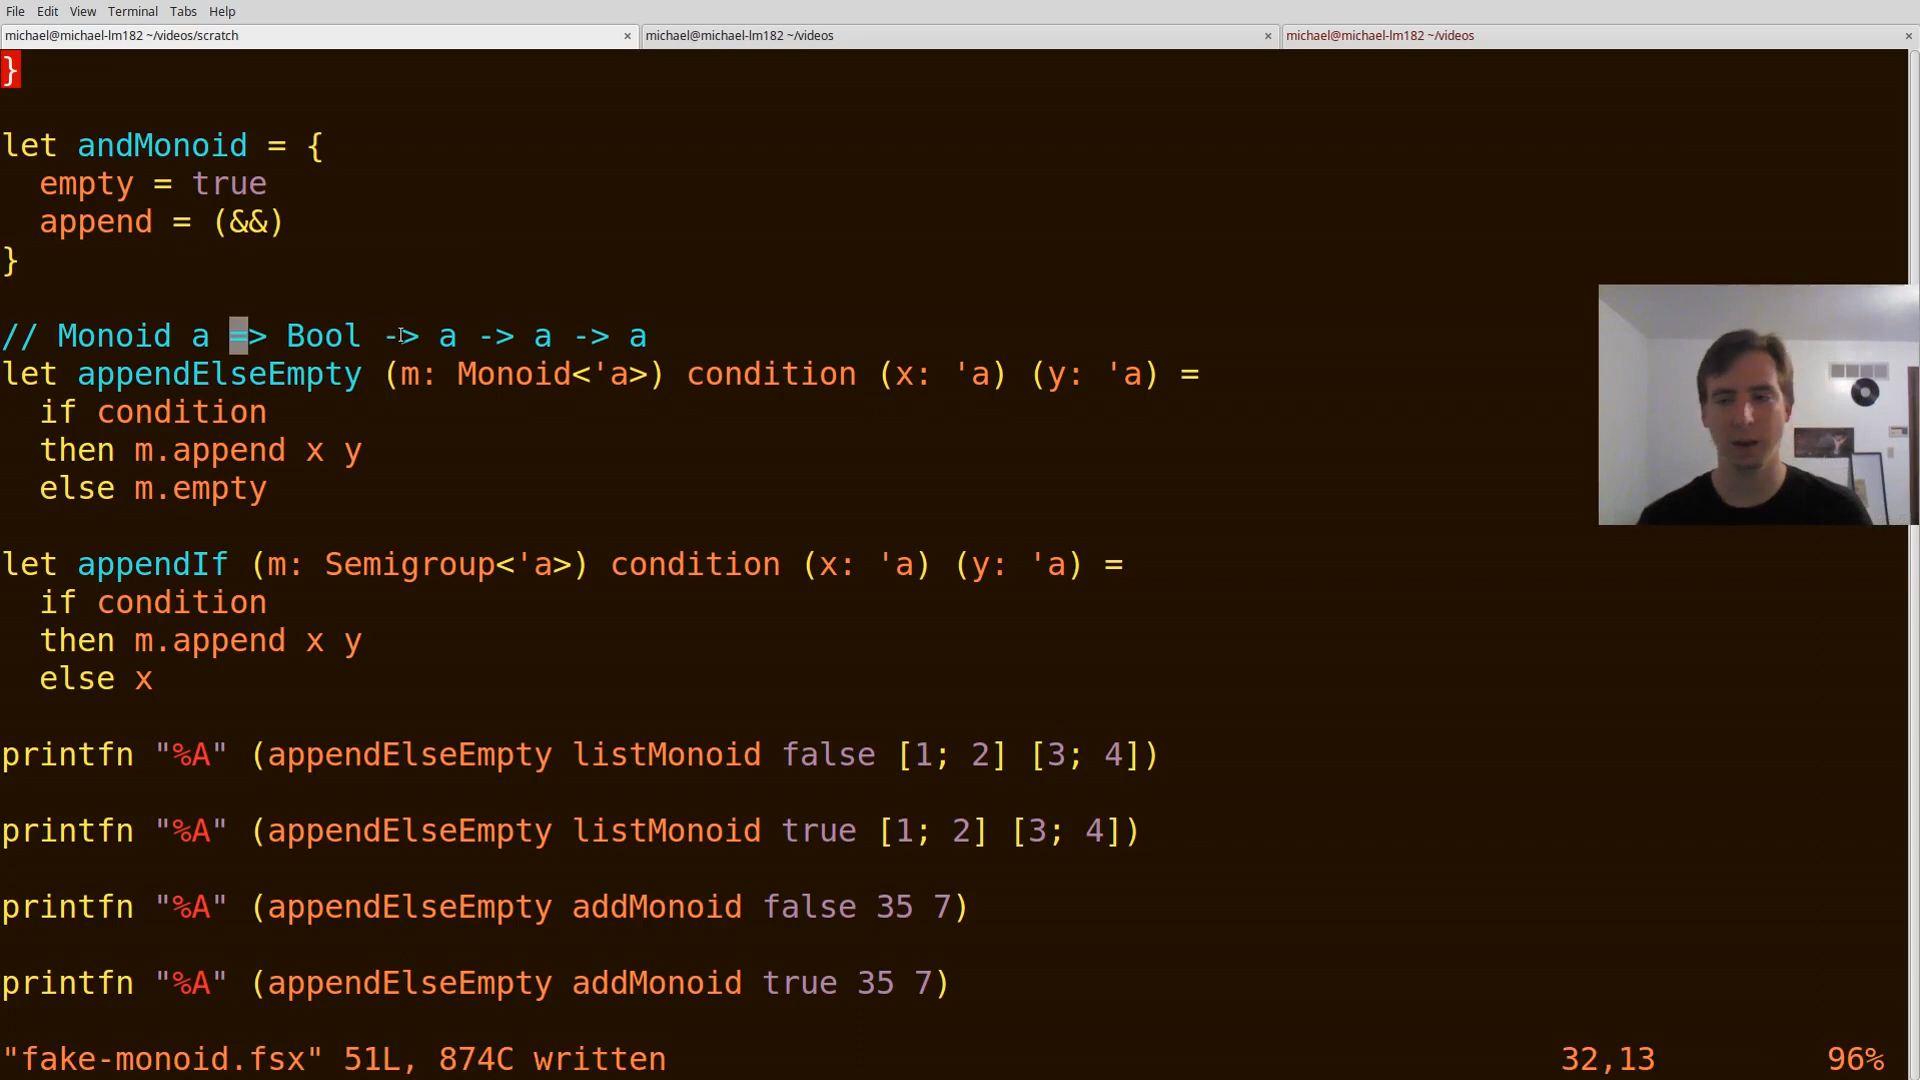 File Edit View Terminal Tabs Help
michael@michael-lm182 ~/videos/scratch × michael@michael-lm182 ~/videos × michael@michael-lm182 ~/videos ×
}
let andMonoid = {
  empty = true
  append = (&&)
}
// Monoid a => Bool -> a -> a -> a
let appendElseEmpty (m: Monoid<'a>) condition (x: 'a) (y: 'a) =
  if condition
  then m.append x y
  else m.empty
let appendIf (m: Semigroup<'a>) condition (x: 'a) (y: 'a) =
  if condition
  then m.append x y
  else x
printfn "%A" (appendElseEmpty listMonoid false [1; 2] [3; 4])
printfn "%A" (appendElseEmpty listMonoid true [1; 2] [3; 4])
printfn "%A" (appendElseEmpty addMonoid false 35 7)
printfn "%A" (appendElseEmpty addMonoid true 35 7)
"fake-monoid.fsx" 51L, 874C written 32,13 96%